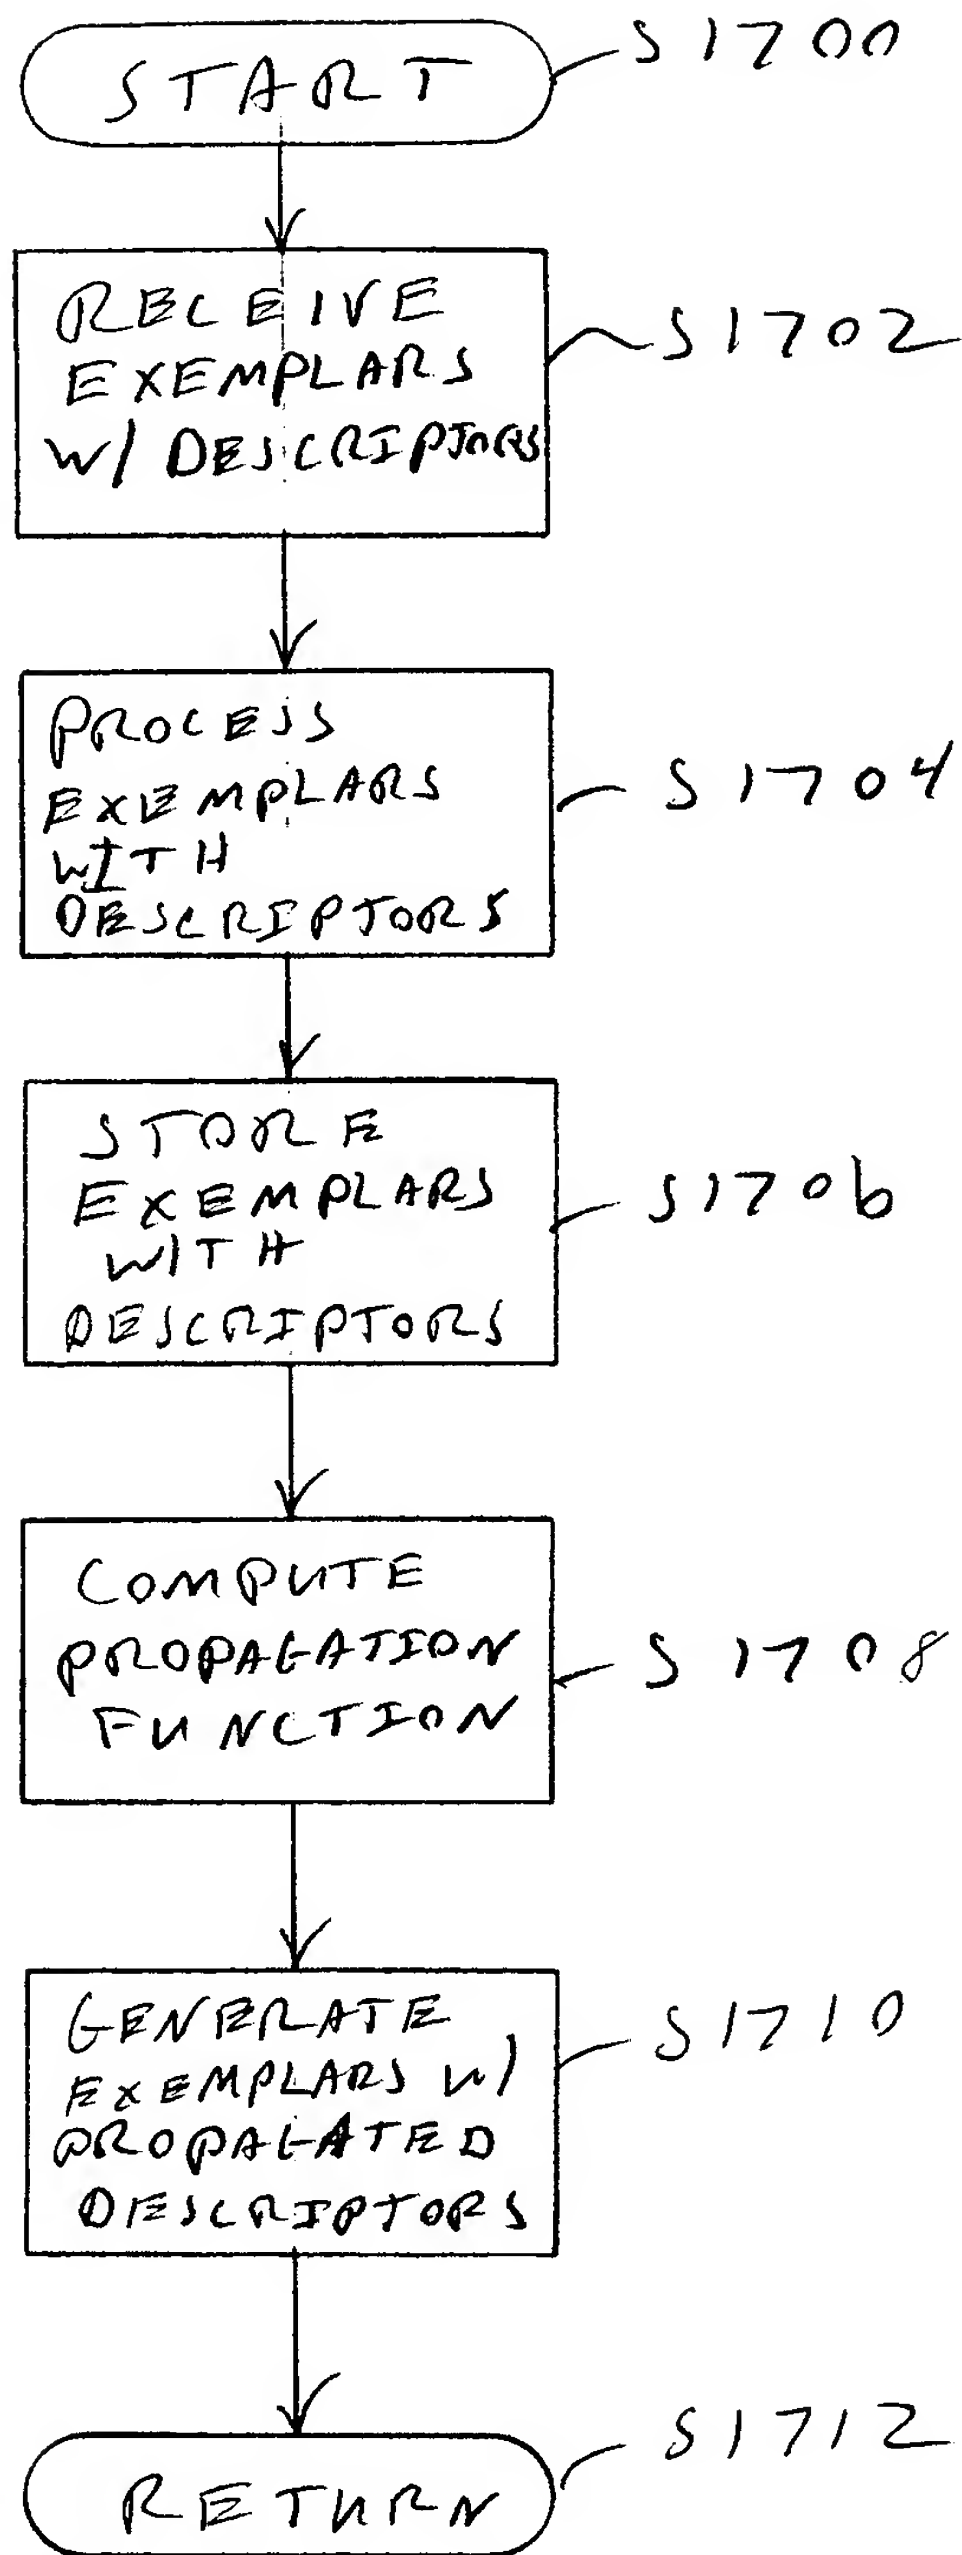 START
S1700
RECEIVE
EXEMPLARS
W/ DESCRIPTORS
S1702
PROCESS
EXEMPLARS
WITH
DESCRIPTORS
S1704
STORE
EXEMPLARS
WITH
DESCRIPTORS
S1706
COMPUTE
PROPAGATION
FUNCTION
S1708
GENERATE
EXEMPLARS W/
PROPAGATED
DESCRIPTORS
S1710
RETURN
S1712